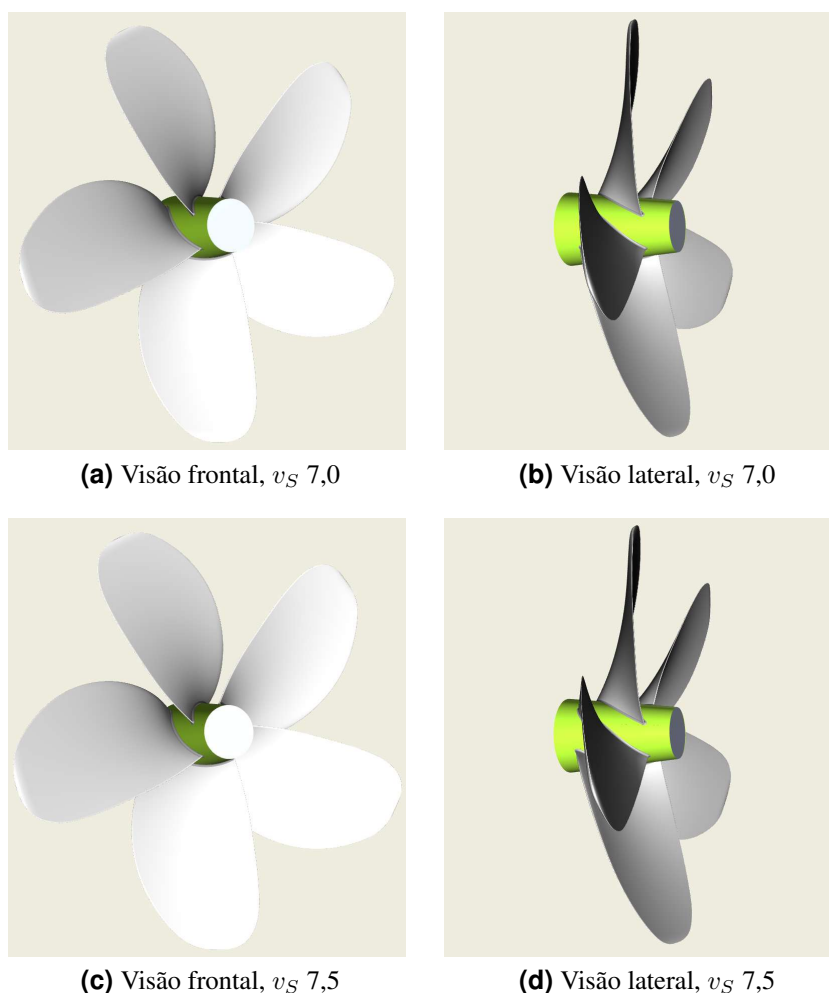 (a) Visão frontal, v_S 7,0
(b) Visão lateral, v_S 7,0
(c) Visão frontal, v_S 7,5
(d) Visão lateral, v_S 7,5